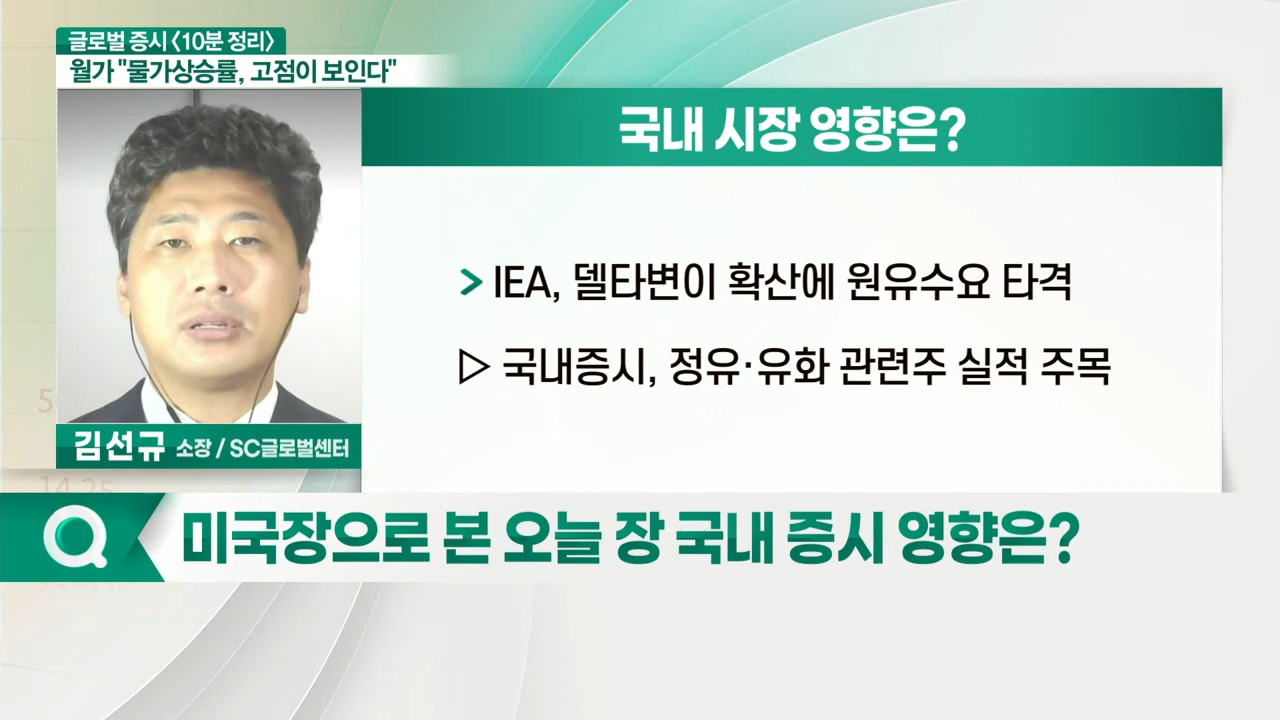 글로벌 증시 <10분 정리>
월가 "물가상승률, 고점이 보인다"
국내 시장 영향은?
> IEA, 델타변이 확산에 원유수요 타격
▷ 국내증시, 정유·유화 관련주 실적 주목
김선규 소장 / SC글로벌센터
Q 미국장으로 본 오늘 장 국내 증시 영향은?